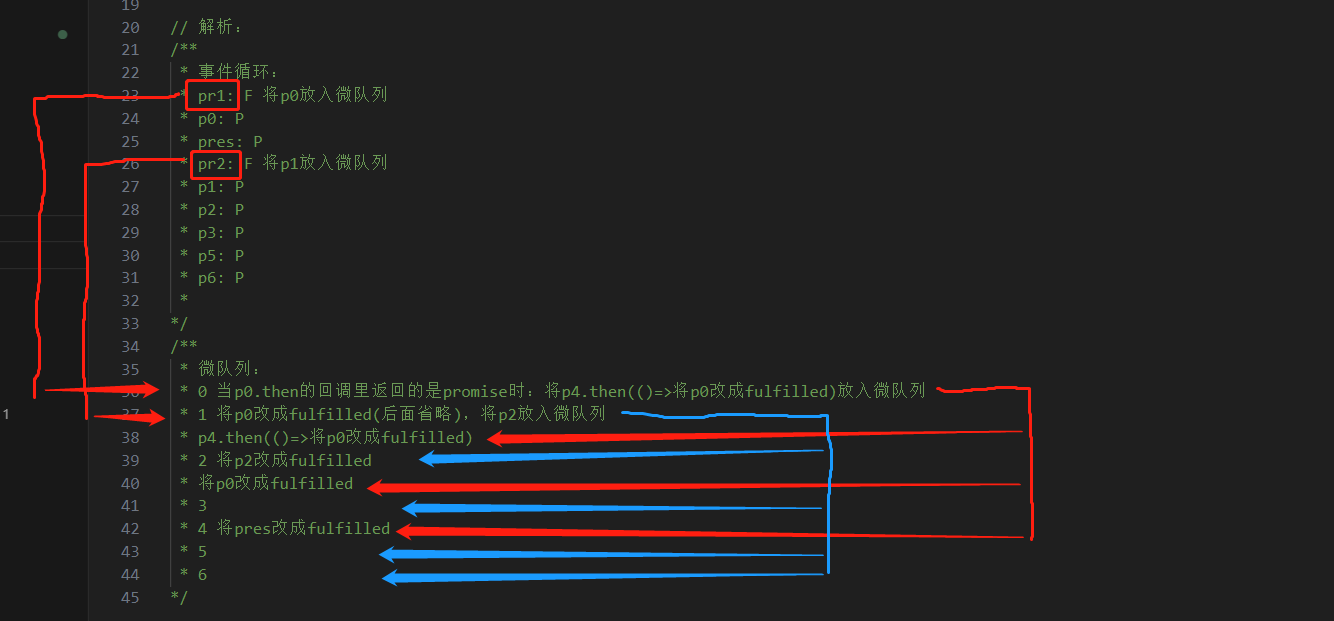 19
20 // 解析：
21 /**
22 * 事件循环：
23 * pr1: F 将p0放入微队列
24 * p0: P
25 * pres: P
26 * pr2: F 将p1放入微队列
27 * p1: P
28 * p2: P
29 * p3: P
30 * p5: P
31 * p6: P
32 *
33 */
34 /**
35 * 微队列：
36 * 0 当p0.then的回调里返回的是promise时：将p4.then(()=>将p0改成fulfilled)放入微队列
1
37 * 1 将p0改成fulfilled(后面省略)，将p2放入微队列
38 * p4.then(()=>将p0改成fulfilled)
39 * 2 将p2改成fulfilled
40 * 将p0改成fulfilled
41 * 3
42 * 4 将pres改成fulfilled
43 * 5
44 * 6
45 */